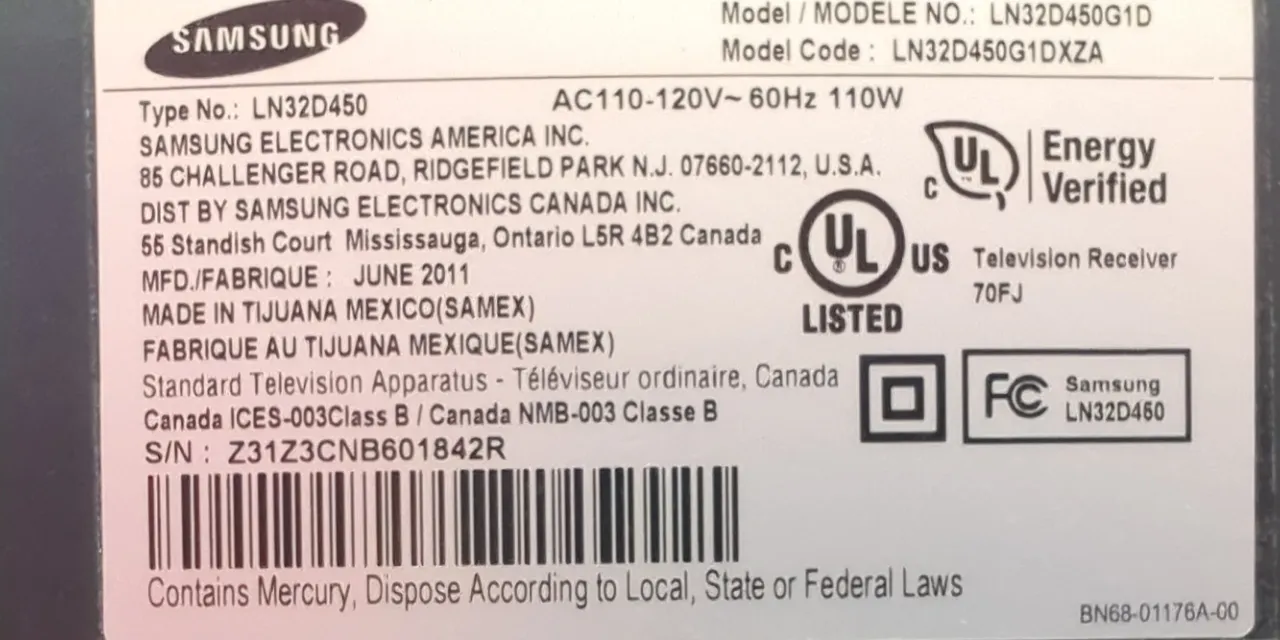 SAMSUNG
Model / MODELE NO.: LN32D450G1D
Model Code : LN32D450G1DXZA
Type No.: LN32D450
AC110-120V~ 60Hz 110W
SAMSUNG ELECTRONICS AMERICA INC.
85 CHALLENGER ROAD, RIDGEFIELD PARK N.J. 07660-2112, U.S.A.
DIST BY SAMSUNG ELECTRONICS CANADA INC.
55 Standish Court Mississauga, Ontario L5R 4B2 Canada
MFD./FABRIQUE : JUNE 2011
MADE IN TIJUANA MEXICO(SAMEX)
FABRIQUE AU TIJUANA MEXIQUE(SAMEX)
Standard Television Apparatus - Téléviseur ordinaire, Canada
Canada ICES-003Class B / Canada NMB-003 Classe B
S/N : Z31Z3CNB601842R
C UL™ Energy
Verified
C UL® US
LISTED
Television Receiver
70FJ
FC Samsung
LN32D460
Contains Mercury, Dispose According to Local, State or Federal Laws
BN68-01176A-00